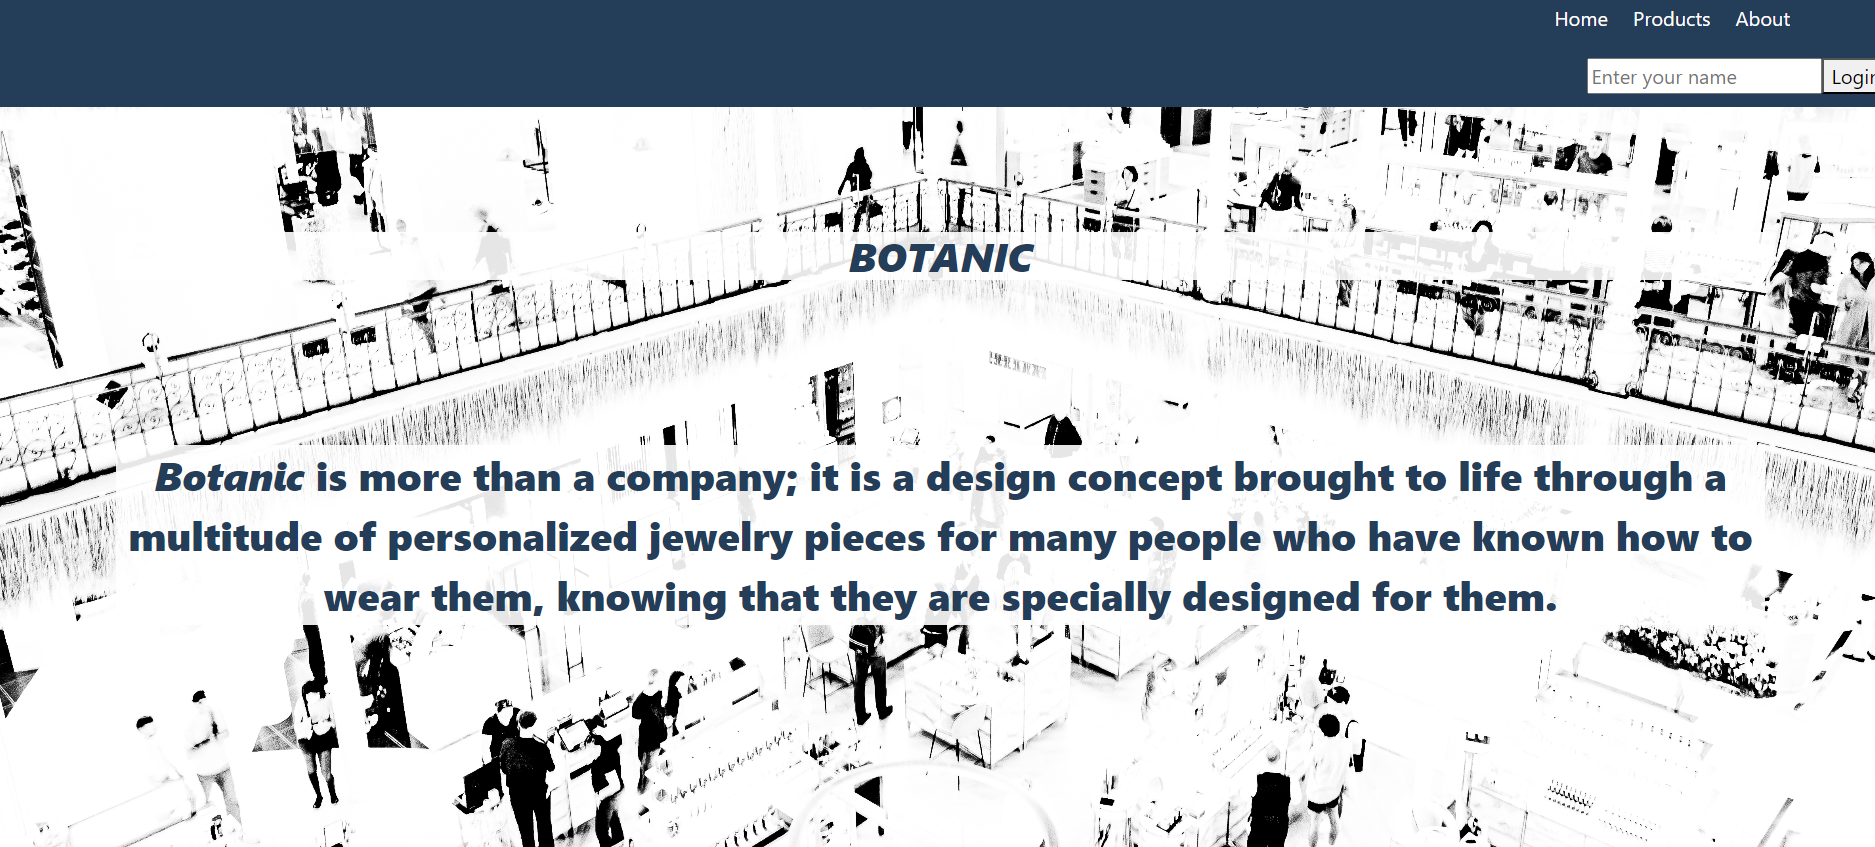 Home Products About
Enter your name
BOTANIC
Botanic is more than a company; it is a design concept brought to life through a
multitude of personalized jewelry pieces for many people who have known how to
wear them, knowing that they are specially designed for them.